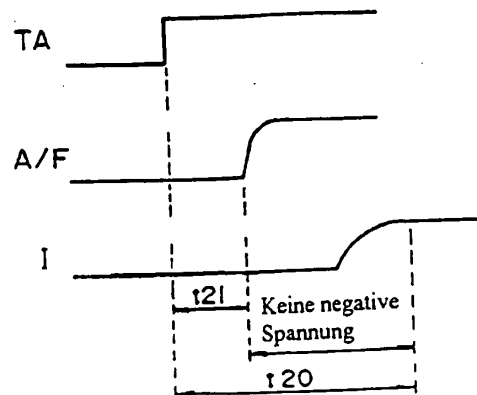 TA
A/F
I
t21
Keine negative
Spannung
t20